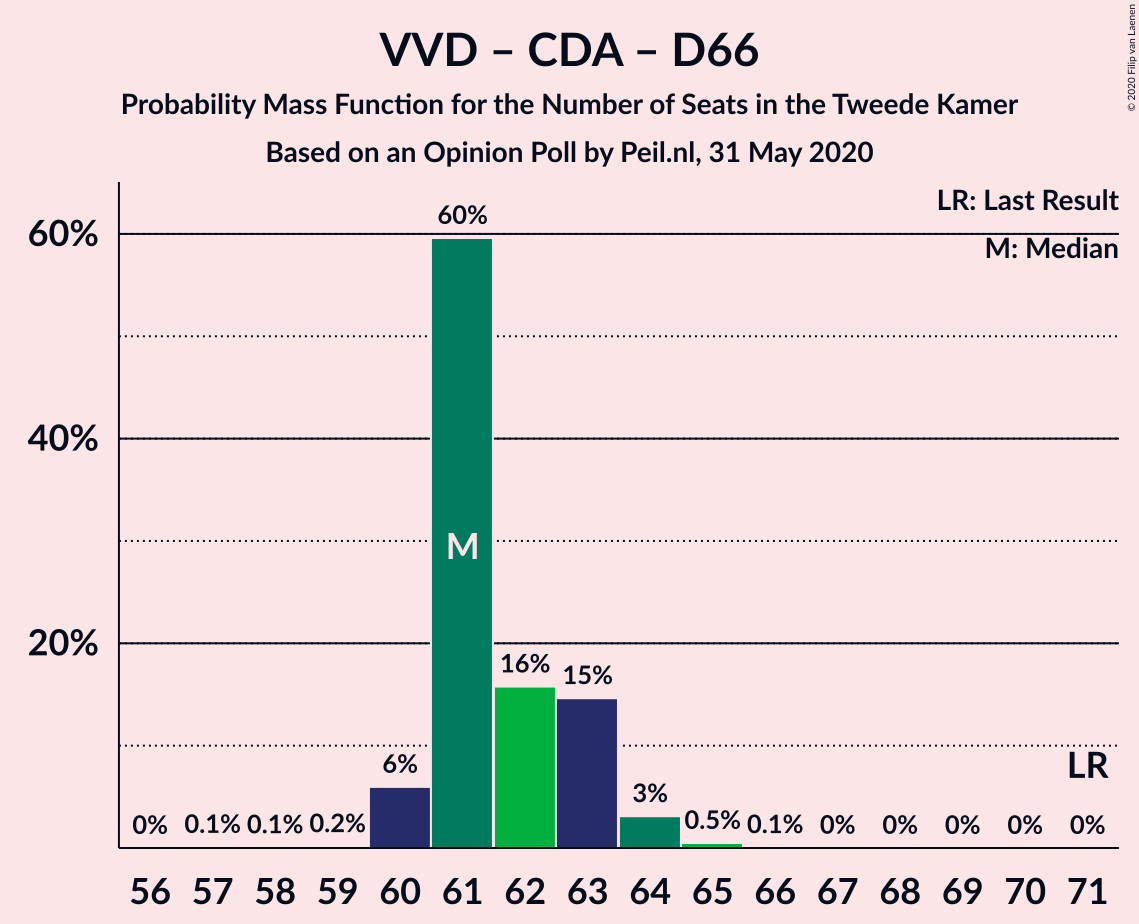 VVD – CDA – D66
Probability Mass Function for the Number of Seats in the Tweede Kamer
Based on an Opinion Poll by Peil.nl, 31 May 2020
© 2020 Filip van Laenen
LR: Last Result
M: Median
60%
40%
20%
0% 0.1% 0.1% 0.2% 6% 60% 16% 15% 3% 0.5% 0.1% 0% 0% 0% 0% 0%
M
LR
56 57 58 59 60 61 62 63 64 65 66 67 68 69 70 71